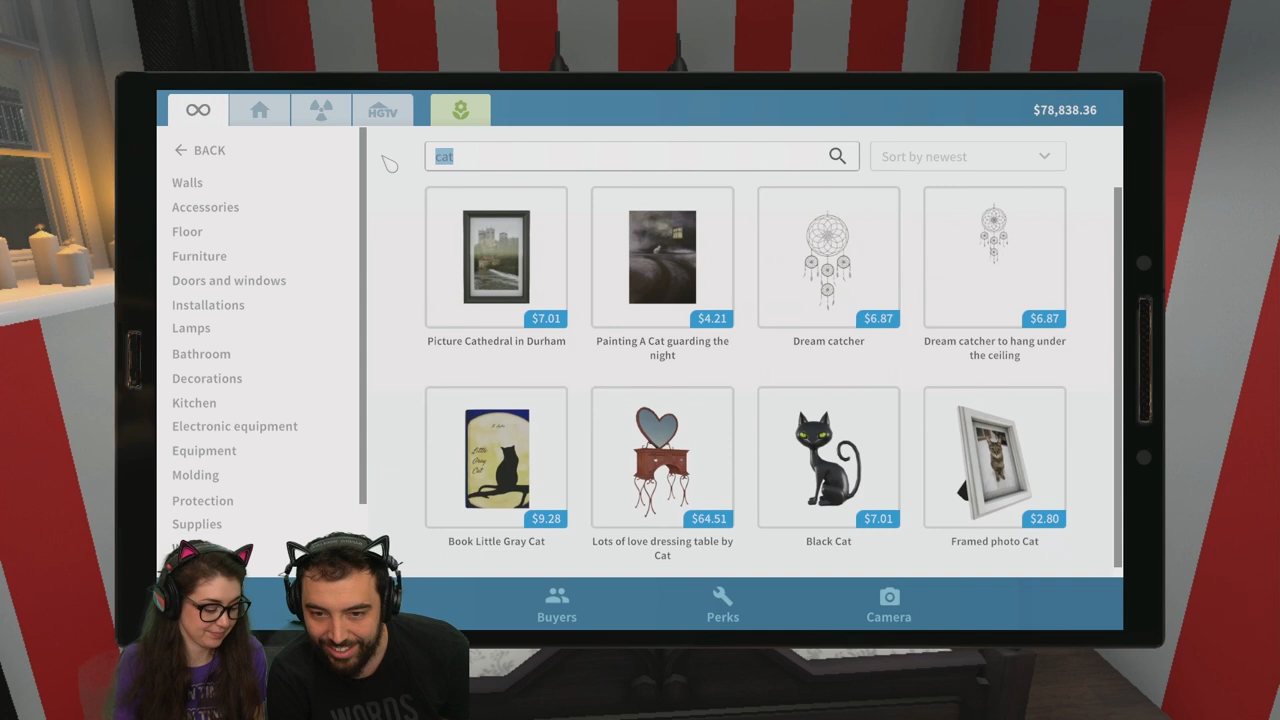 HGTV
$78,838.36
BACK
cat
Sort by newest
Walls
Accessories
Floor
Furniture
Doors and windows
Installations
Lamps
Bathroom
Decorations
Kitchen
Electronic equipment
Equipment
Molding
Protection
Supplies
$7.01
$4.21
$6.87
$6.87
Picture Cathedral in Durham
Painting A Cat guarding the
night
Dream catcher
Dream catcher to hang under
the ceiling
Little
Gray
Cat
$9.28
$64.51
$7.01
$2.80
Book Little Gray Cat
Lots of love dressing table by
Cat
Black Cat
Framed photo Cat
Buyers
Perks
Camera
WORDS